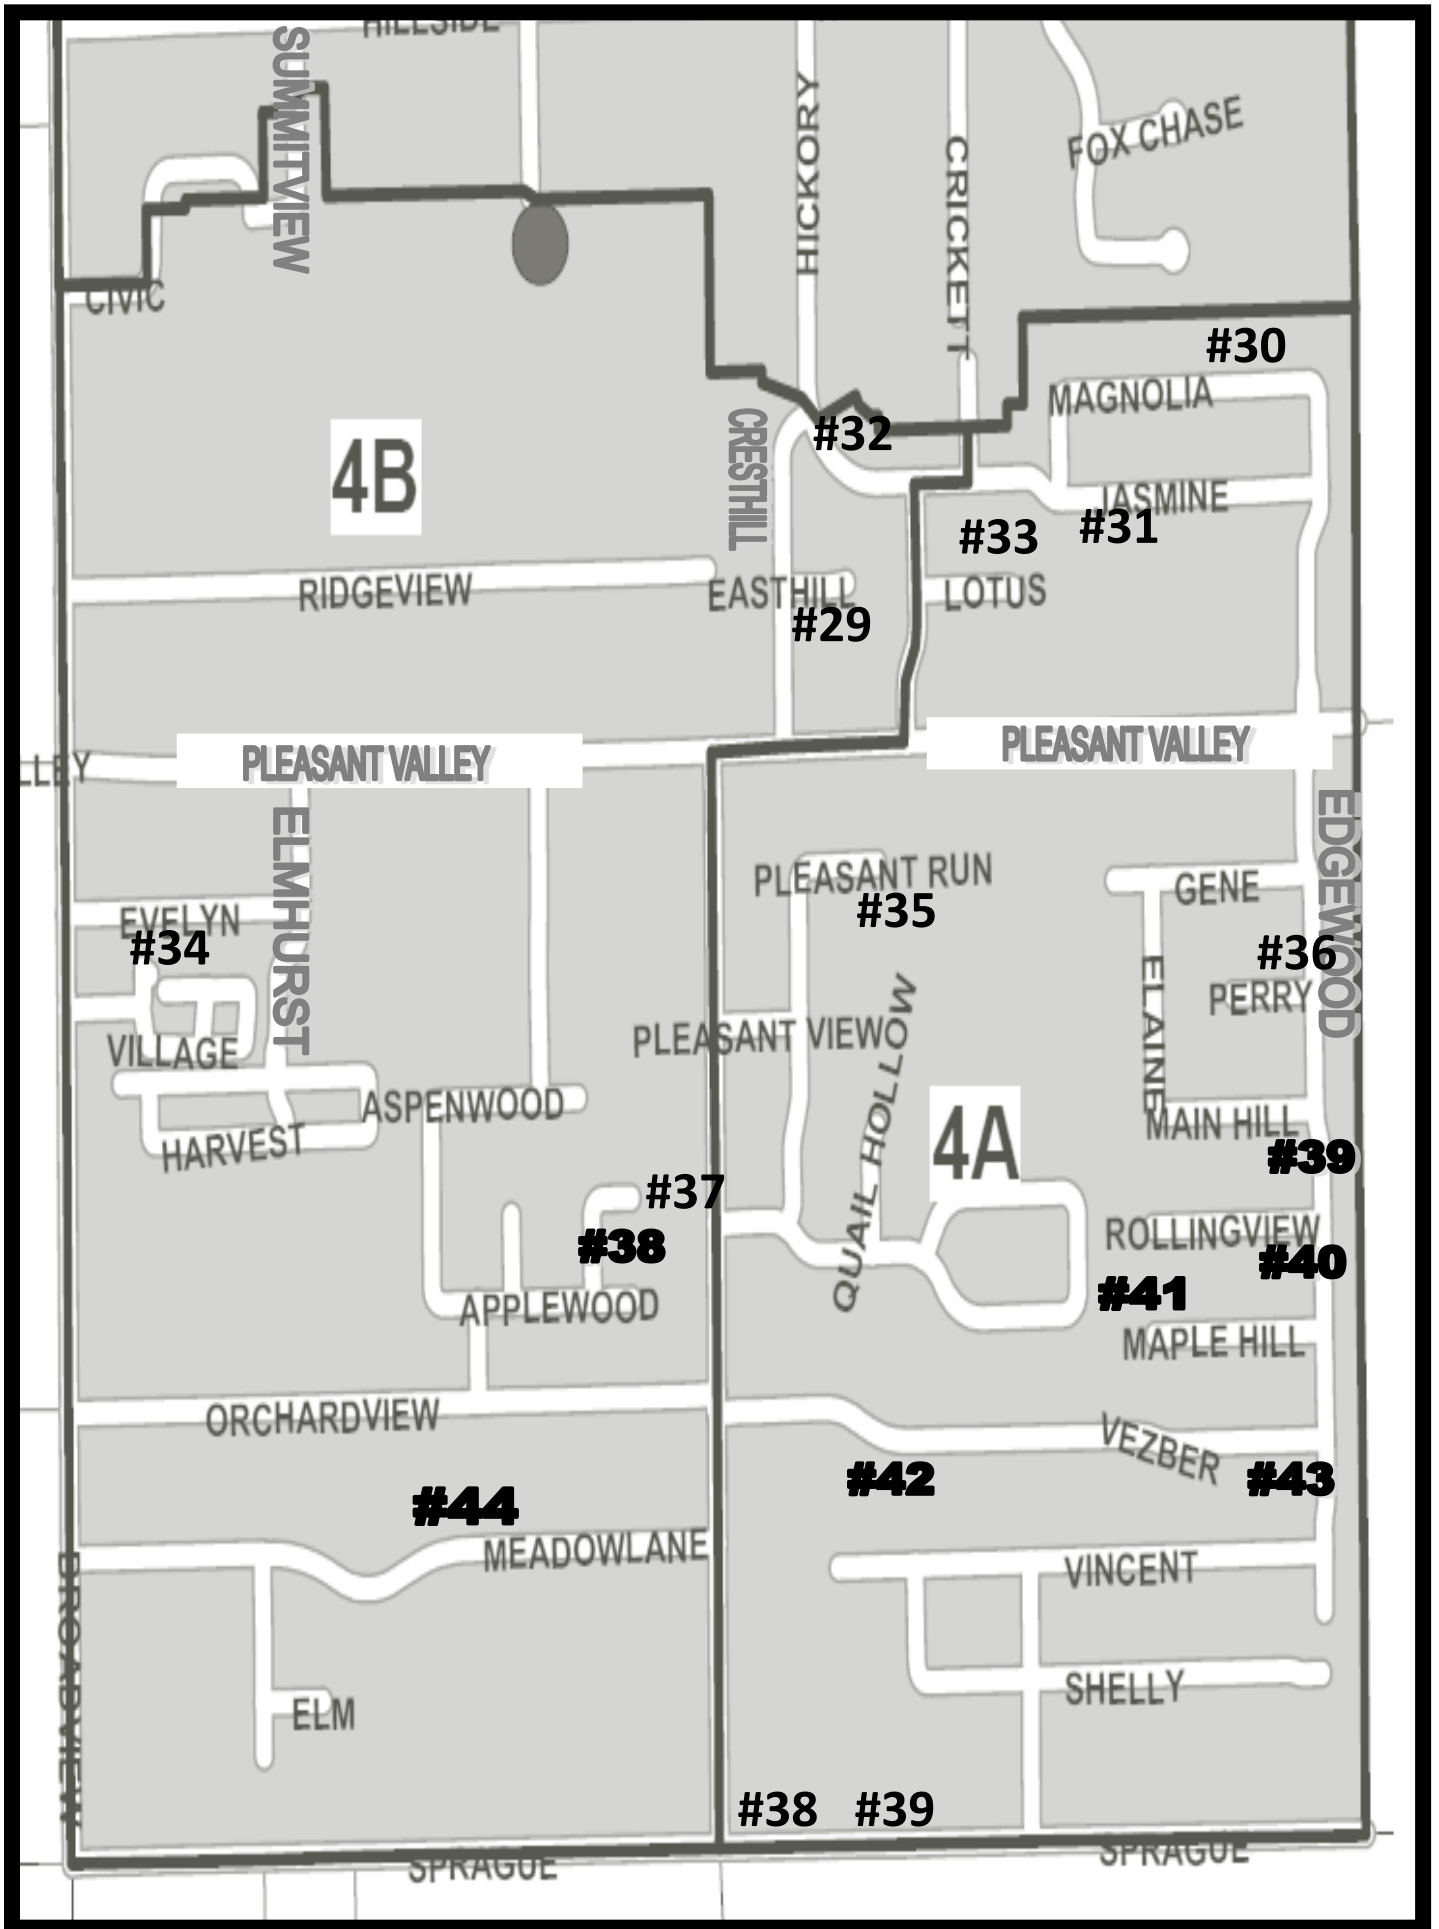 HILLSIDE
SUMMITVIEW
HICKORY
CRICKETT
FOX CHASE
CIVIC
#30
MAGNOLIA
CRESTHILL
#32
4B
JASMINE
#33
#31
RIDGEVIEW
EASTHILL
LOTUS
#29
LLEY
PLEASANT VALLEY
PLEASANT VALLEY
ELMHURST
EDGEWOOD
PLEASANT RUN
GENE
#35
EVELYN
#34
#36
ELAINE
PERRY
QUAIL HOLLOW
VILLAGE
PLEASANT VIEW
ASPENWOOD
4A
MAIN HILL
HARVEST
#39
#37
#38
ROLLINGVIEW
#40
#41
APPLEWOOD
MAPLE HILL
ORCHARDVIEW
VEZBER
#42
#43
#44
MEADOWLANE
VINCENT
BROADVIEW
SHELLY
ELM
#38 #39
SPRAGUE
SPRAGUE